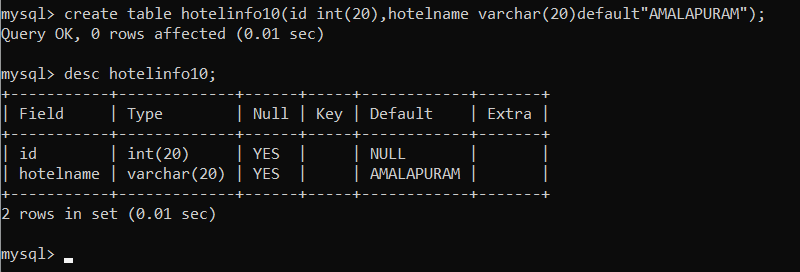 mysql> create table hotelinfo10(id int(20),hotelname varchar(20)default"AMALAPURAM");
Query OK, 0 rows affected (0.01 sec)

mysql> desc hotelinfo10;
+-----------+-------------+------+-----+------------+-------+
| Field     | Type        | Null | Key | Default    | Extra |
+-----------+-------------+------+-----+------------+-------+
| id        | int(20)     | YES  |     | NULL       |       |
| hotelname | varchar(20) | YES  |     | AMALAPURAM |       |
+-----------+-------------+------+-----+------------+-------+
2 rows in set (0.01 sec)

mysql>